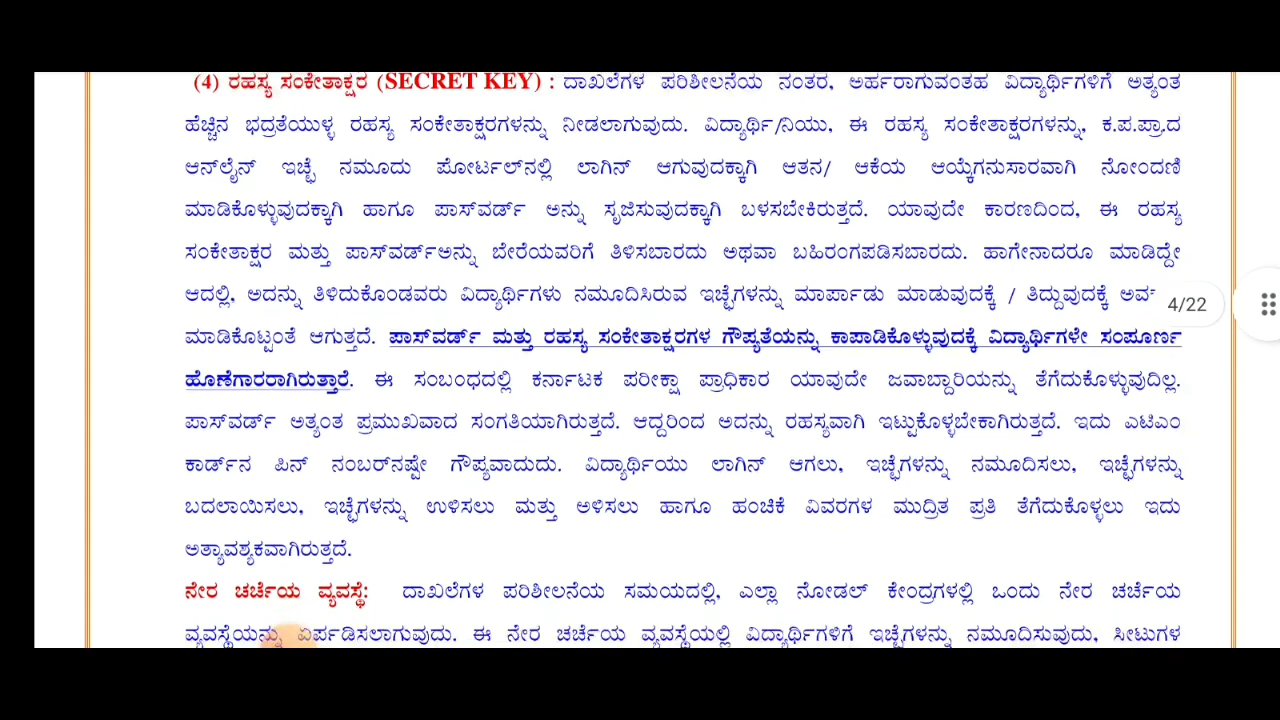 (4) ರಹಸ್ಯ ಸಂಕೇತಾಕ್ಷರ (SECRET KEY) : ದಾಖಲೆಗಳ ಪರಿಶೀಲನೆಯ ನಂತರ, ಅರ್ಹರಾಗುವಂತಹ ವಿದ್ಯಾರ್ಥಿಗಳಿಗೆ ಅತ್ಯಂತ
ಹೆಚ್ಚಿನ ಭದ್ರತೆಯುಳ್ಳ ರಹಸ್ಯ ಸಂಕೇತಾಕ್ಷರಗಳನ್ನು ನೀಡಲಾಗುವುದು. ವಿದ್ಯಾರ್ಥಿ/ನಿಯು, ಈ ರಹಸ್ಯ ಸಂಕೇತಾಕ್ಷರಗಳನ್ನು, ಕ.ಪ.ಪ್ರಾ.ದ
ಆನ್‌ಲೈನ್ ಇಚ್ಛೆ ನಮೂದು ಪೋರ್ಟಲ್‌ನಲ್ಲಿ ಲಾಗಿನ್ ಆಗುವುದಕ್ಕಾಗಿ ಆತನ/ ಆಕೆಯ ಆಯ್ಕೆಗನುಸಾರವಾಗಿ ನೋಂದಣಿ
ಮಾಡಿಕೊಳ್ಳುವುದಕ್ಕಾಗಿ ಹಾಗೂ ಪಾಸ್‌ವರ್ಡ್ ಅನ್ನು ಸೃಜಿಸುವುದಕ್ಕಾಗಿ ಬಳಸಬೇಕಿರುತ್ತದೆ. ಯಾವುದೇ ಕಾರಣದಿಂದ, ಈ ರಹಸ್ಯ
ಸಂಕೇತಾಕ್ಷರ ಮತ್ತು ಪಾಸ್‌ವರ್ಡ್‌ಅನ್ನು ಬೇರೆಯವರಿಗೆ ತಿಳಿಸಬಾರದು ಅಥವಾ ಬಹಿರಂಗಪಡಿಸಬಾರದು. ಹಾಗೇನಾದರೂ ಮಾಡಿದ್ದೇ
ಆದಲ್ಲಿ, ಅದನ್ನು ತಿಳಿದುಕೊಂಡವರು ವಿದ್ಯಾರ್ಥಿಗಳು ನಮೂದಿಸಿರುವ ಇಚ್ಛೆಗಳನ್ನು ಮಾರ್ಪಾಡು ಮಾಡುವುದಕ್ಕೆ / ತಿದ್ದುವುದಕ್ಕೆ 4/22
ಮಾಡಿಕೊಟ್ಟಂತೆ ಆಗುತ್ತದೆ. ಪಾಸ್‌ವರ್ಡ್ ಮತ್ತು ರಹಸ್ಯ ಸಂಕೇತಾಕ್ಷರಗಳ ಗೌಪ್ಯತೆಯನ್ನು ಕಾಪಾಡಿಕೊಳ್ಳುವುದಕ್ಕೆ ವಿದ್ಯಾರ್ಥಿಗಳೇ ಸಂಪೂರ್ಣ
ಹೊಣೆಗಾರರಾಗಿರುತ್ತಾರೆ. ಈ ಸಂಬಂಧದಲ್ಲಿ ಕರ್ನಾಟಕ ಪರೀಕ್ಷಾ ಪ್ರಾಧಿಕಾರ ಯಾವುದೇ ಜವಾಬ್ದಾರಿಯನ್ನು ತೆಗೆದುಕೊಳ್ಳುವುದಿಲ್ಲ.
ಪಾಸ್‌ವರ್ಡ್ ಅತ್ಯಂತ ಪ್ರಮುಖವಾದ ಸಂಗತಿಯಾಗಿರುತ್ತದೆ. ಆದ್ದರಿಂದ ಅದನ್ನು ರಹಸ್ಯವಾಗಿ ಇಟ್ಟುಕೊಳ್ಳಬೇಕಾಗಿರುತ್ತದೆ. ಇದು ಎಟಿಎಂ
ಕಾರ್ಡ್‌ನ ಪಿನ್ ನಂಬರ್‌ನಷ್ಟೇ ಗೌಪ್ಯವಾದುದು. ವಿದ್ಯಾರ್ಥಿಯು ಲಾಗಿನ್ ಆಗಲು, ಇಚ್ಛೆಗಳನ್ನು ನಮೂದಿಸಲು, ಇಚ್ಛೆಗಳನ್ನು
ಬದಲಾಯಿಸಲು, ಇಚ್ಛೆಗಳನ್ನು ಉಳಿಸಲು ಮತ್ತು ಅಳಿಸಲು ಹಾಗೂ ಹಂಚಿಕೆ ವಿವರಗಳ ಮುದ್ರಿತ ಪ್ರತಿ ತೆಗೆದುಕೊಳ್ಳಲು ಇದು
ಅತ್ಯಾವಶ್ಯಕವಾಗಿರುತ್ತದೆ.
ನೇರ ಚರ್ಚೆಯ ವ್ಯವಸ್ಥೆ: ದಾಖಲೆಗಳ ಪರಿಶೀಲನೆಯ ಸಮಯದಲ್ಲಿ, ಎಲ್ಲಾ ನೋಡಲ್ ಕೇಂದ್ರಗಳಲ್ಲಿ ಒಂದು ನೇರ ಚರ್ಚೆಯ
ವ್ಯವಸ್ಥೆಯನ್ನು ಏರ್ಪಡಿಸಲಾಗುವುದು. ಈ ನೇರ ಚರ್ಚೆಯ ವ್ಯವಸ್ಥೆಯಲ್ಲಿ ವಿದ್ಯಾರ್ಥಿಗಳಿಗೆ ಇಚ್ಛೆಗಳನ್ನು ನಮೂದಿಸುವುದು, ಸೀಟುಗಳ